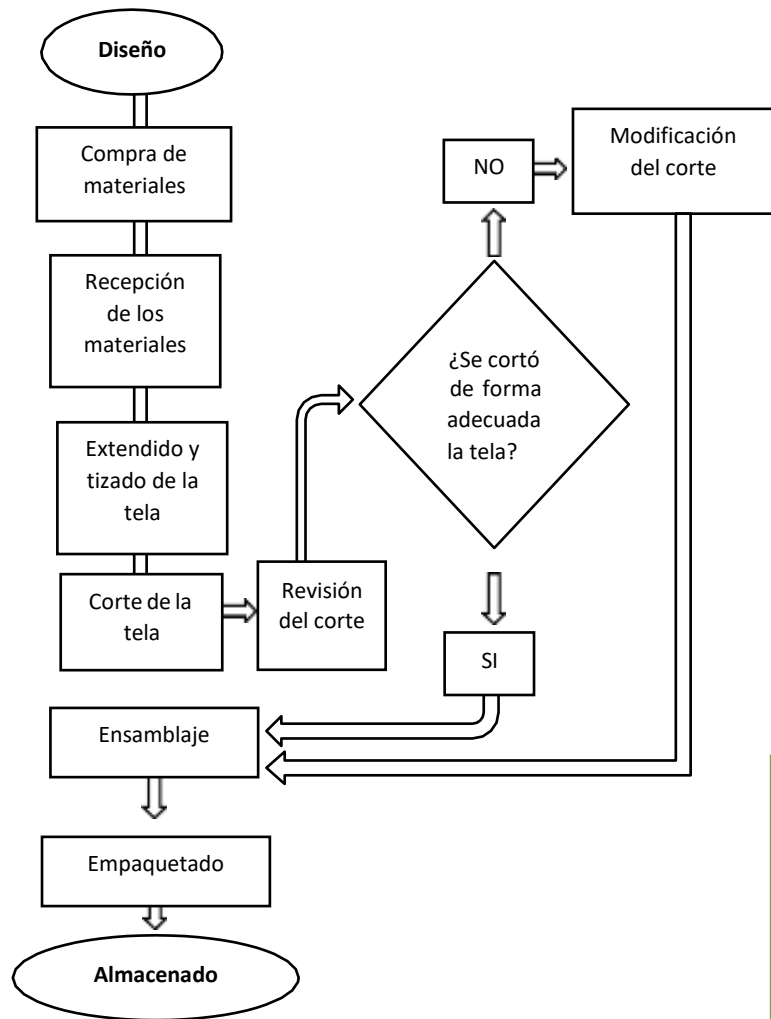 Diseño
Compra de
materiales
Recepción
de los
materiales
Extendido y
tizado de la
tela
Corte de la
tela
Revisión
del corte
¿Se cortó
de forma
adecuada
la tela?
NO
Modificación
del corte
SI
Ensamblaje
Empaquetado
Almacenado